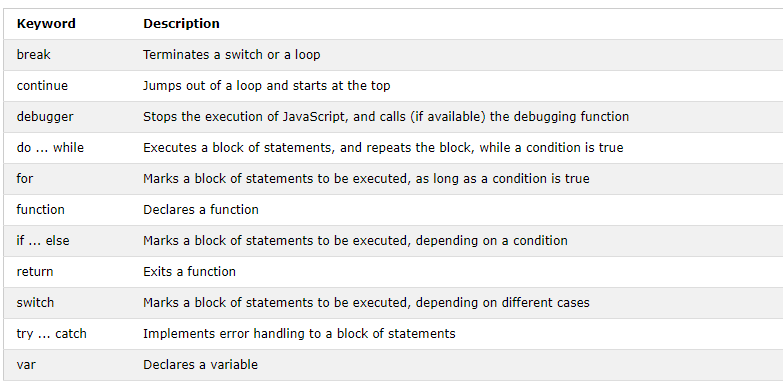 Keyword Description
break Terminates a switch or a loop
continue Jumps out of a loop and starts at the top
debugger Stops the execution of JavaScript, and calls (if available) the debugging function
do ... while Executes a block of statements, and repeats the block, while a condition is true
for Marks a block of statements to be executed, as long as a condition is true
function Declares a function
if ... else Marks a block of statements to be executed, depending on a condition
return Exits a function
switch Marks a block of statements to be executed, depending on different cases
try ... catch Implements error handling to a block of statements
var Declares a variable